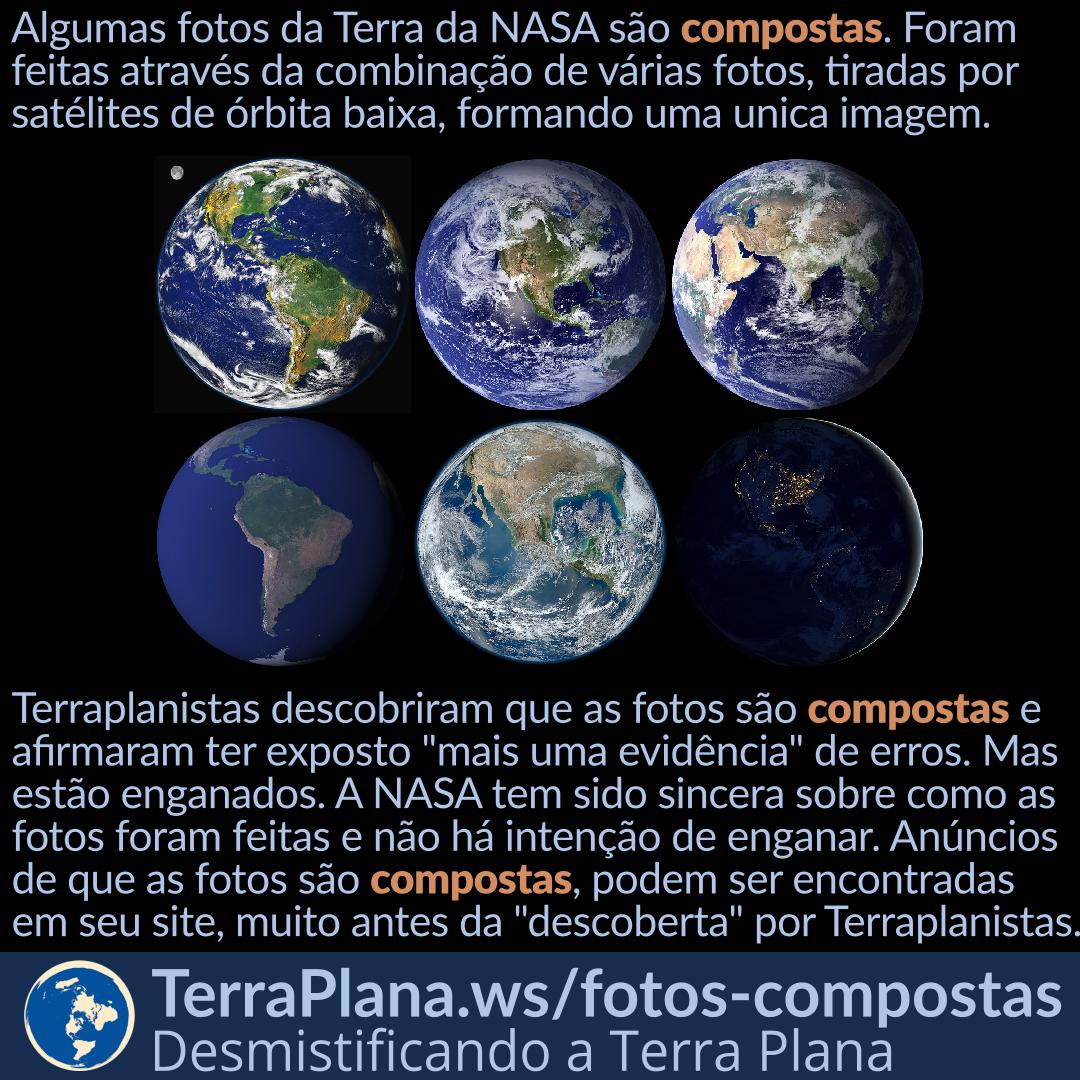 Algumas fotos da Terra da NASA são compostas. Foram
feitas através da combinação de várias fotos, tiradas por
satélites de órbita baixa, formando uma unica imagem.
Terraplanistas descobriram que as fotos são compostas e
afirmaram ter exposto "mais uma evidência" de erros. Mas
estão enganados. A NASA tem sido sincera sobre como as
fotos foram feitas e não há intenção de enganar. Anúncios
de que as fotos são compostas, podem ser encontradas
em seu site, muito antes da "descoberta" por Terraplanistas.
TerraPlana.ws/fotos-compostas
Desmistificando a Terra Plana